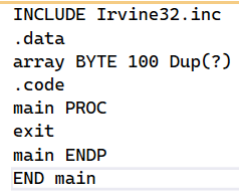 INCLUDE Irvine32.inc
.data
array BYTE 100 Dup(?)
.code
main PROC
exit
main ENDP
END main